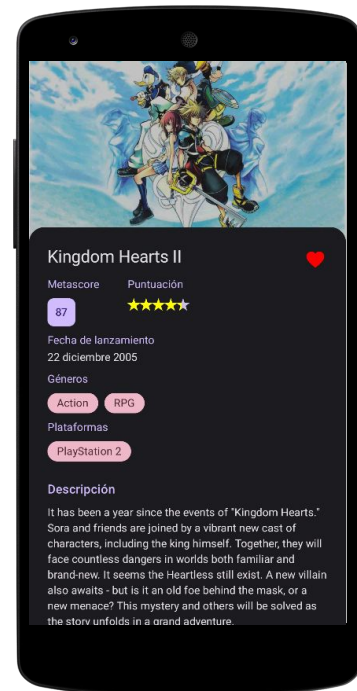 Kingdom Hearts II
Metascore Puntuación
87
Fecha de lanzamiento
22 diciembre 2005
Géneros
Action RPG
Plataformas
PlayStation 2
Descripción
It has been a year since the events of "Kingdom Hearts."
Sora and friends are joined by a vibrant new cast of
characters, including the king himself. Together, they will
face countless dangers in worlds both familiar and
brand-new. It seems the Heartless still exist. A new villain
also awaits - but is it an old foe behind the mask, or a
new menace? This mystery and others will be solved as
the story unfolds in a grand adventure.